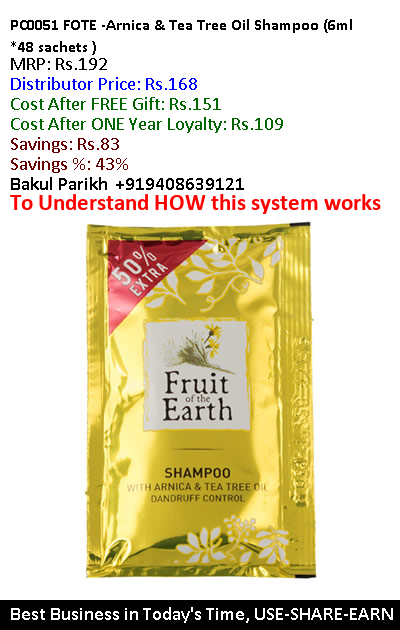 PC0051 FOTE -Arnica & Tea Tree Oil Shampoo (6ml
*48 sachets )
MRP: Rs.192
Distributor Price: Rs.168
Cost After FREE Gift: Rs.151
Cost After ONE Year Loyalty: Rs.109
Savings: Rs.83
Savings %: 43%
Bakul Parikh +919408639121
To Understand HOW this system works
50%
EXTRA
Fruit
of the
Earth
SHAMPOO
WITH ARNICA & TEA TREE OIL
DANDRUFF CONTROL
Best Business in Today's Time, USE-SHARE-EARN